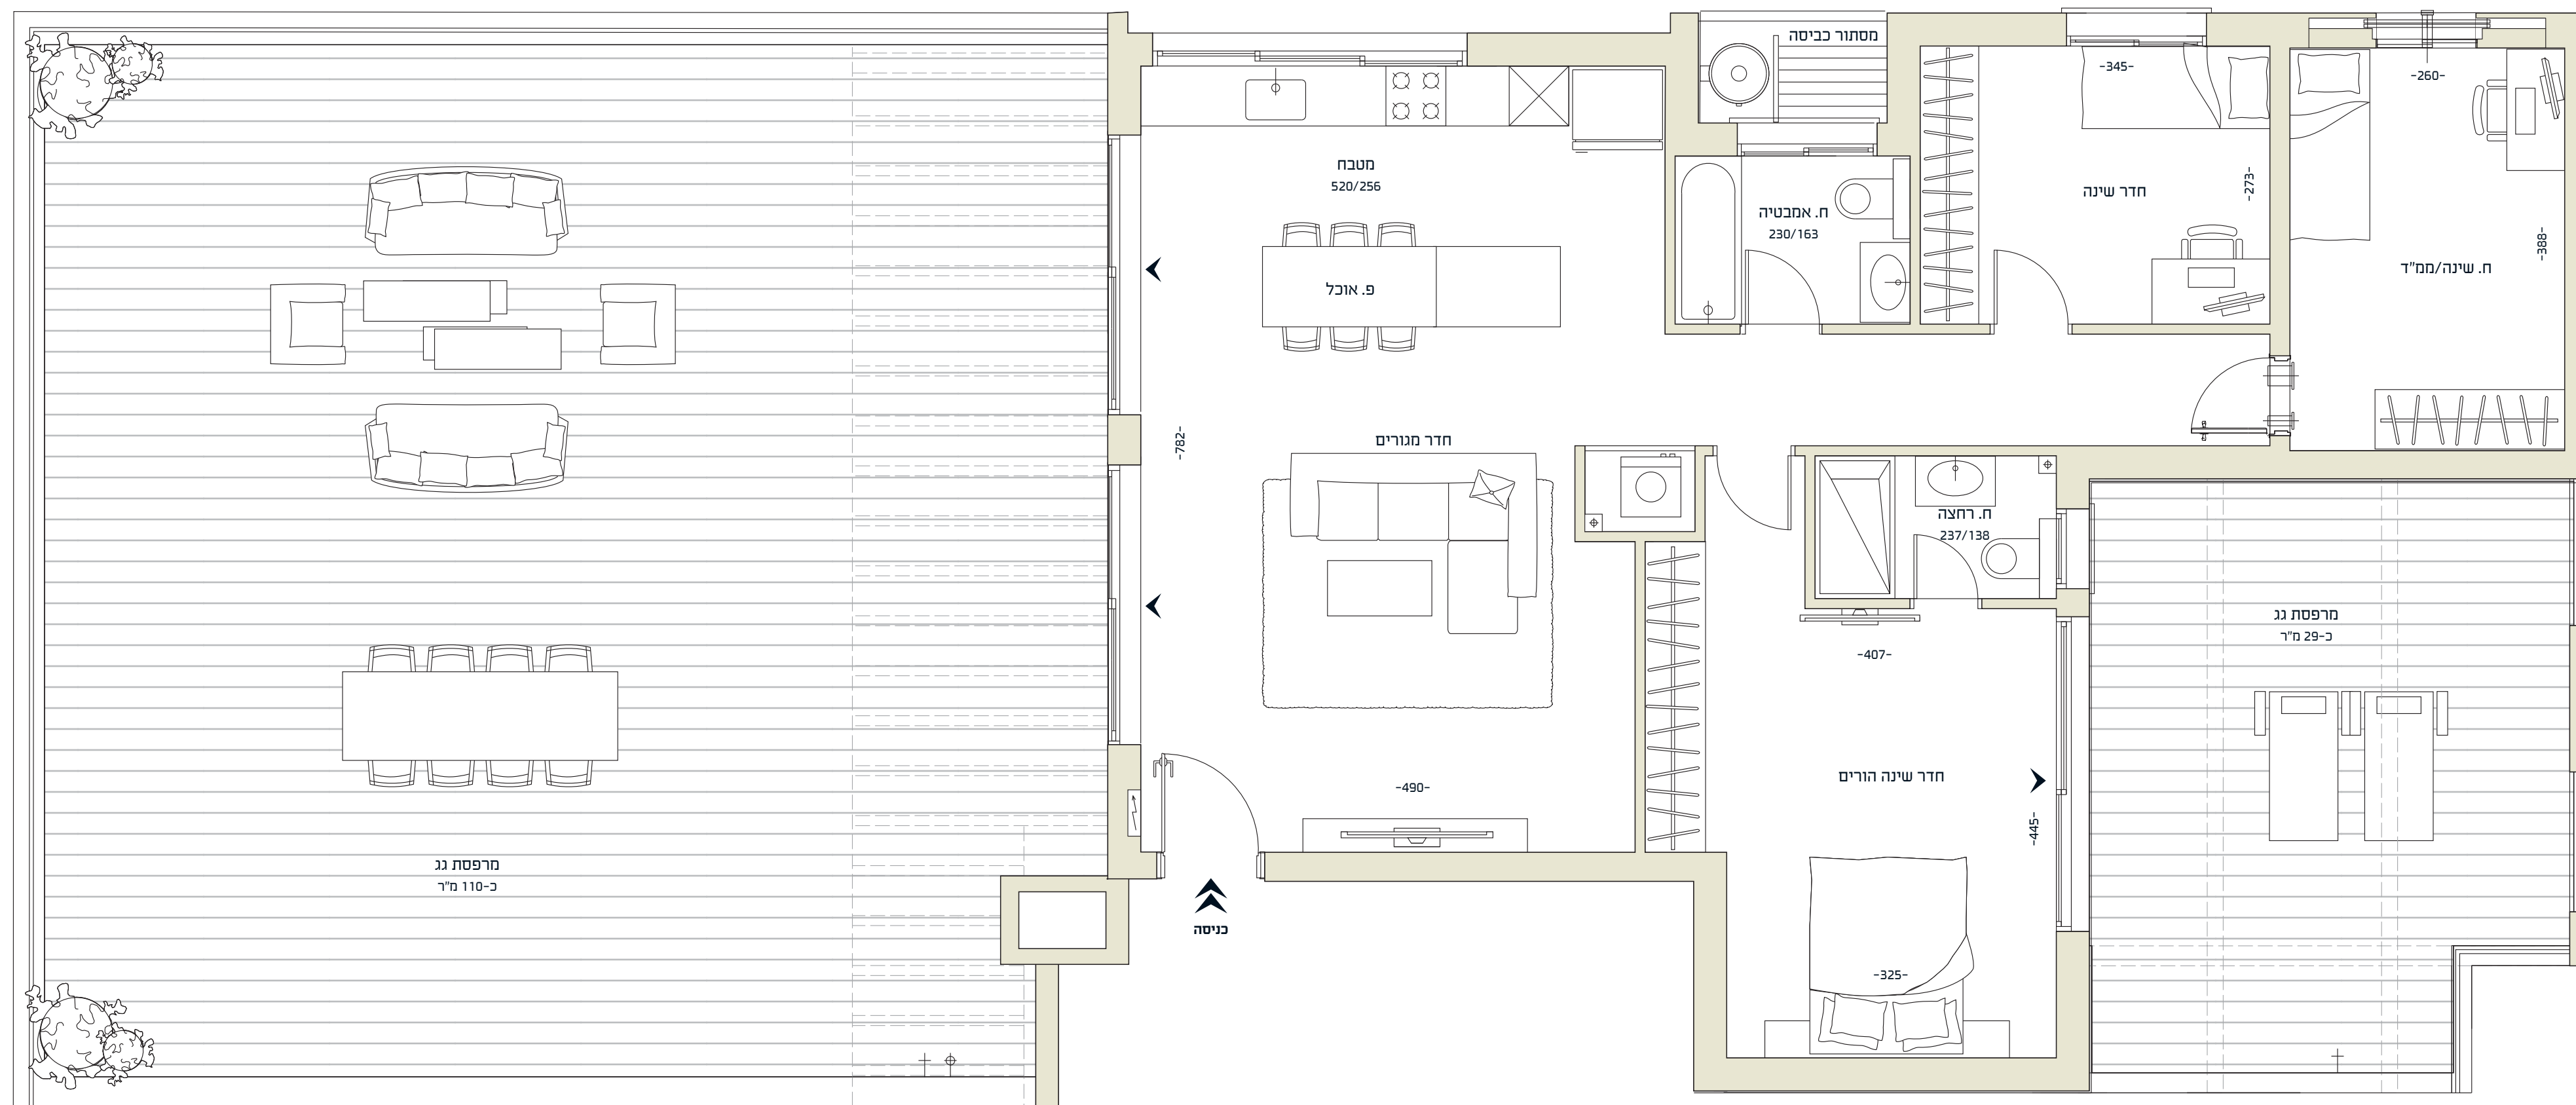 מסתור כביסה
-345-
-260-
מטבח
520/256
ח. אמבטיה
230/163
חדר שינה
-273-
-388-
ח. שינה/ממ"ד
פ. אוכל
חדר מגורים
-782-
ח. רחצה
237/138
מרפסת גג
כ-29 מ"ר
-407-
חדר שינה הורים
-490-
-445-
מרפסת גג
כ-110 מ"ר
כניסה
-325-